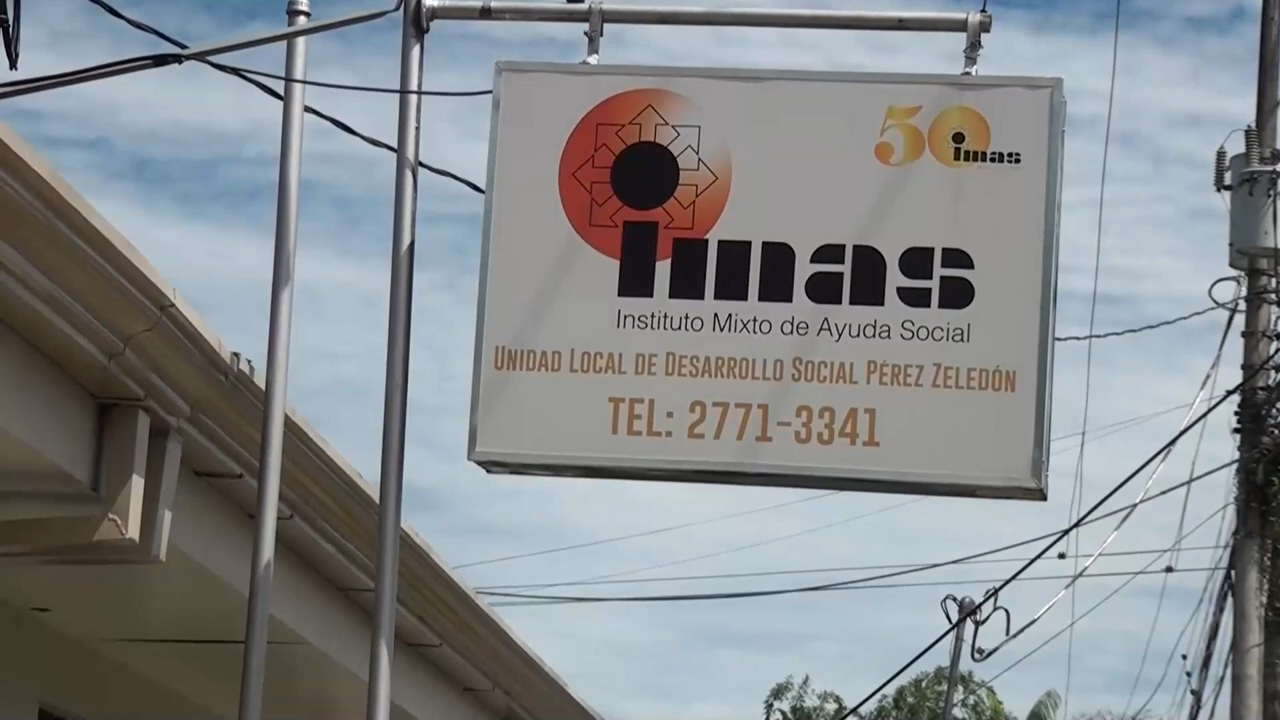 50
imas
imas
Instituto Mixto de Ayuda Social
UNIDAD LOCAL DE DESARROLLO SOCIAL PÉREZ ZELEDÓN
TEL: 2771-3341